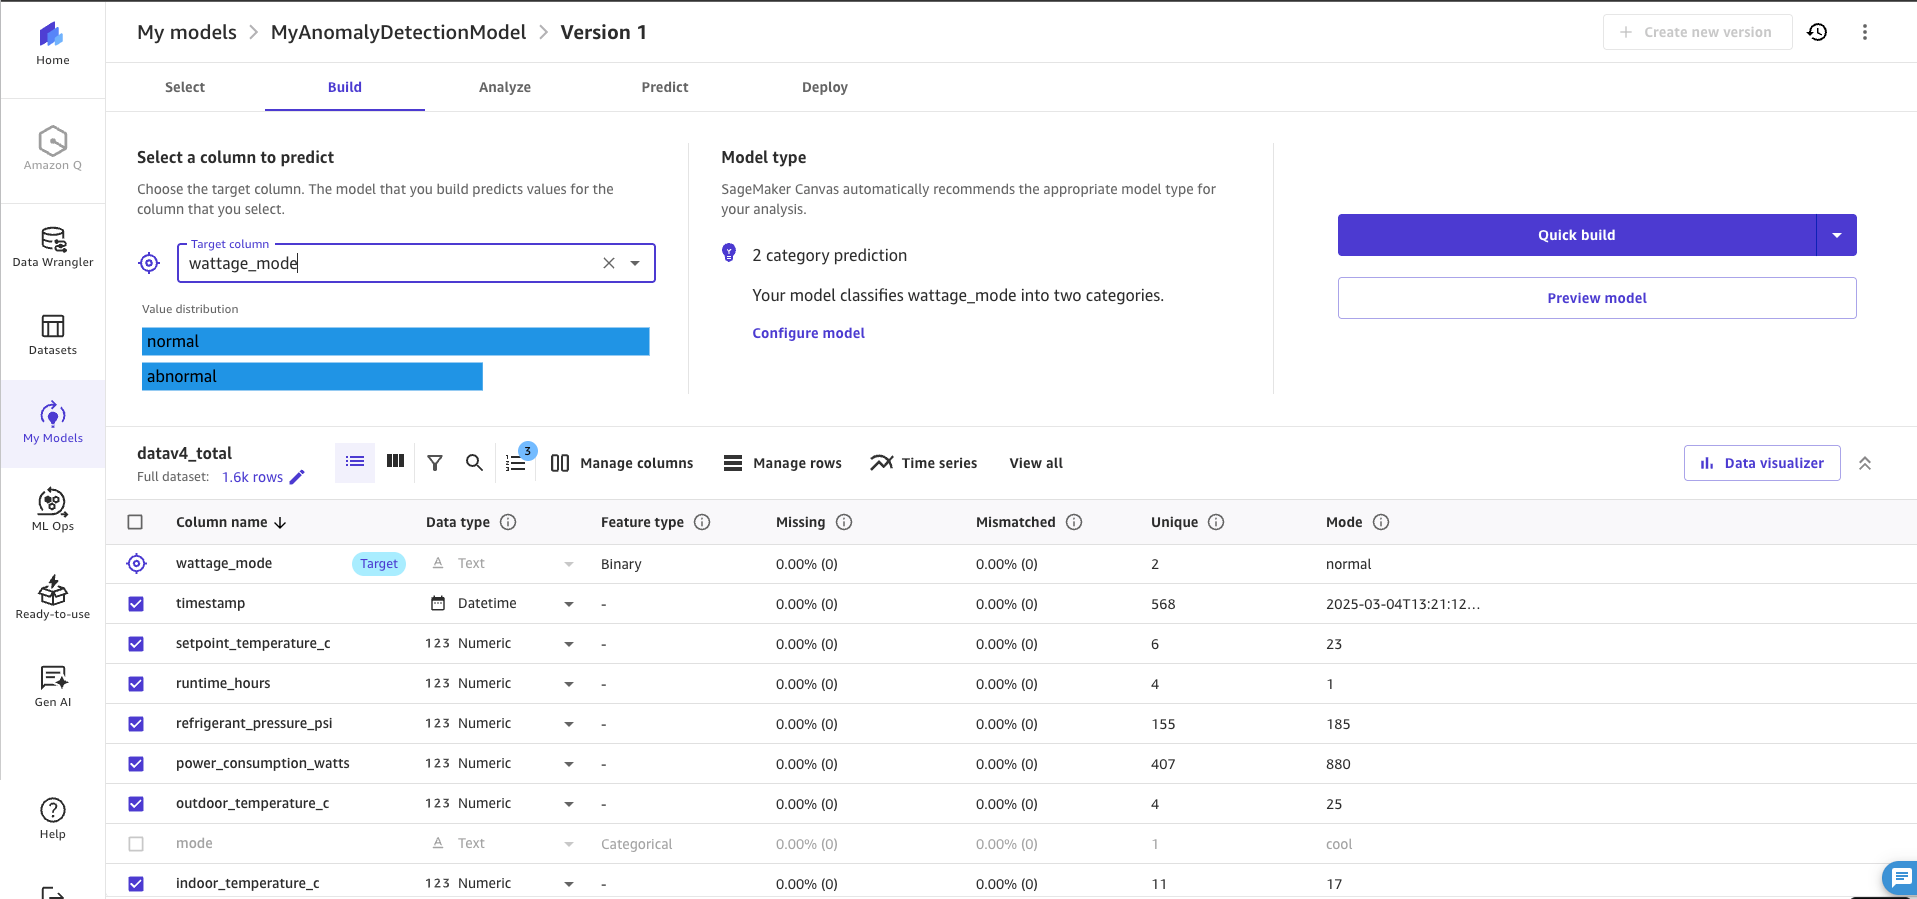 Home
Amazon Q
Data Wrangler
Datasets
My Models
ML Ops
Ready-to-use
Gen AI
Help
My models > MyAnomalyDetectionModel > Version 1
+ Create new version
Select Build Analyze Predict Deploy
Select a column to predict
Choose the target column. The model that you build predicts values for the
column that you select.
Target column
wattage_mode
Value distribution
normal
abnormal
Model type
SageMaker Canvas automatically recommends the appropriate model type for
your analysis.
2 category prediction
Your model classifies wattage_mode into two categories.
Configure model
Quick build
Preview model
datav4_total
Full dataset: 1.6k rows
3
Manage columns Manage rows Time series View all
Data visualizer
Column name Data type Feature type Missing Mismatched Unique Mode
wattage_mode Target Text Binary 0.00% (0) 0.00% (0) 2 normal
timestamp Datetime - 0.00% (0) 0.00% (0) 568 2025-03-04T13:21:12...
setpoint_temperature_c 123 Numeric - 0.00% (0) 0.00% (0) 6 23
runtime_hours 123 Numeric - 0.00% (0) 0.00% (0) 4 1
refrigerant_pressure_psi 123 Numeric - 0.00% (0) 0.00% (0) 155 185
power_consumption_watts 123 Numeric - 0.00% (0) 0.00% (0) 407 880
outdoor_temperature_c 123 Numeric - 0.00% (0) 0.00% (0) 4 25
mode Text Categorical 0.00% (0) 0.00% (0) 1 cool
indoor_temperature_c 123 Numeric - 0.00% (0) 0.00% (0) 11 17